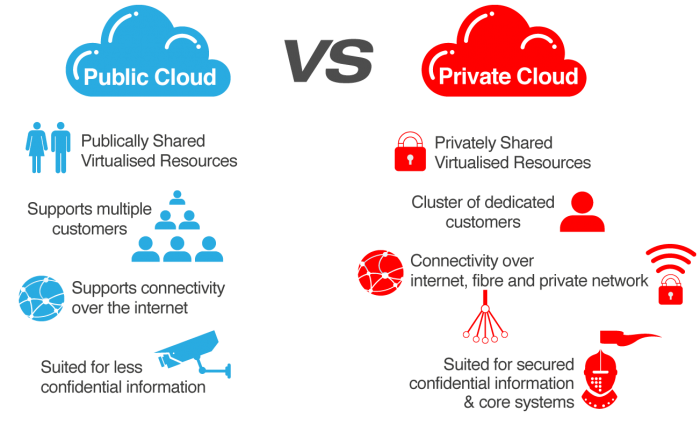 Public Cloud
VS
Private Cloud
Publically Shared
Virtualised Resources
Supports multiple
customers
Supports connectivity
over the internet
Suited for less
confidential information
Privately Shared
Virtualised Resources
Cluster of dedicated
customers
Connectivity over
internet, fibre and private network
Suited for secured
confidential information
& core systems